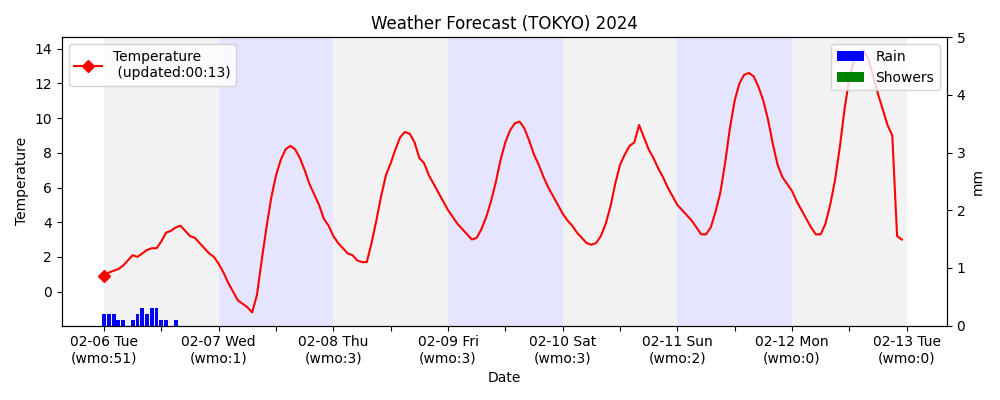 Weather Forecast (TOKYO) 2024
Temperature
(updated:00:13)
Rain
Showers
14
12
10
8
6
4
2
0
Temperature
5
4
3
2
1
0
mm
02-06 Tue
(wmo:51)
02-07 Wed
(wmo:1)
02-08 Thu
(wmo:3)
02-09 Fri
(wmo:3)
02-10 Sat
(wmo:3)
02-11 Sun
(wmo:2)
02-12 Mon
(wmo:0)
02-13 Tue
(wmo:0)
Date